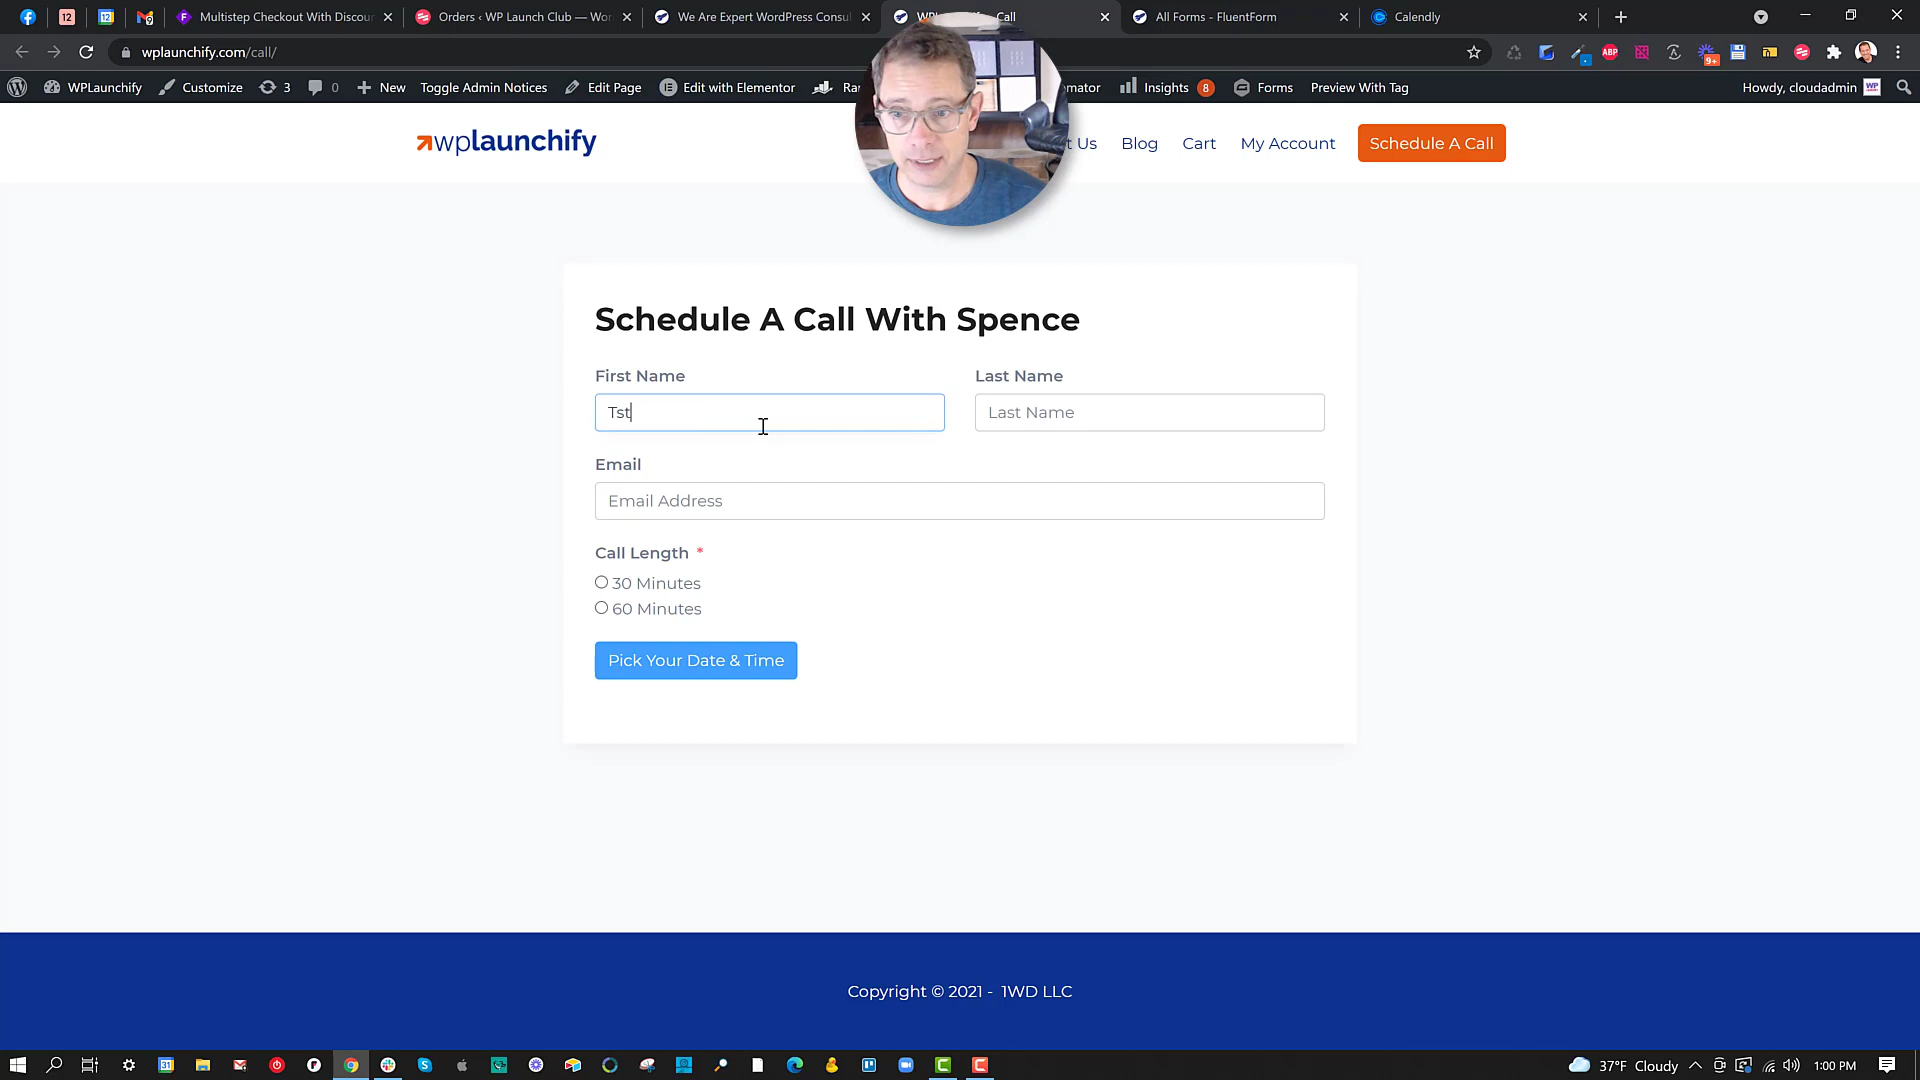 Multistep Checkout With Discou
Orders ‹ WP Launch Club — Wor
We Are Expert WordPress Consul
Call
All Forms - FluentForm
Calendly
wplaunchify.com/call/
WPLaunchify
Customize
3
0
New
Toggle Admin Notices
Edit Page
Edit with Elementor
Insights 8
Forms
Preview With Tag
Howdy, cloudadmin
wplaunchify
Us
Blog
Cart
My Account
Schedule A Call
Schedule A Call With Spence
First Name
Last Name
Tst
Last Name
Email
Email Address
Call Length *
30 Minutes
60 Minutes
Pick Your Date & Time
Copyright © 2021 - 1WD LLC
37°F Cloudy
1:00 PM